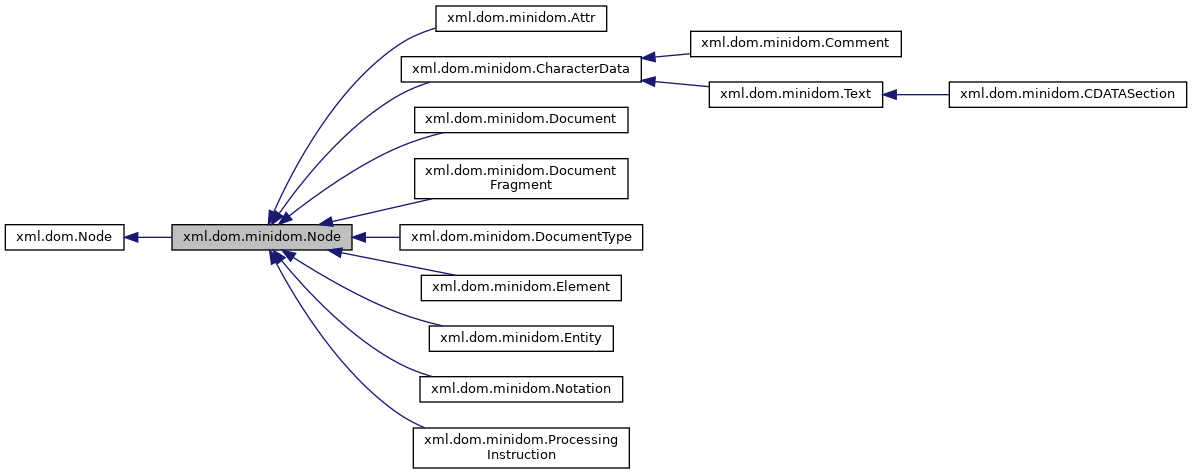 xml.dom.minidom.Attr
xml.dom.minidom.Comment
xml.dom.minidom.CharacterData
xml.dom.minidom.Text
xml.dom.minidom.CDATASection
xml.dom.minidom.Document
xml.dom.minidom.Document
Fragment
xml.dom.Node
xml.dom.minidom.Node
xml.dom.minidom.DocumentType
xml.dom.minidom.Element
xml.dom.minidom.Entity
xml.dom.minidom.Notation
xml.dom.minidom.Processing
Instruction